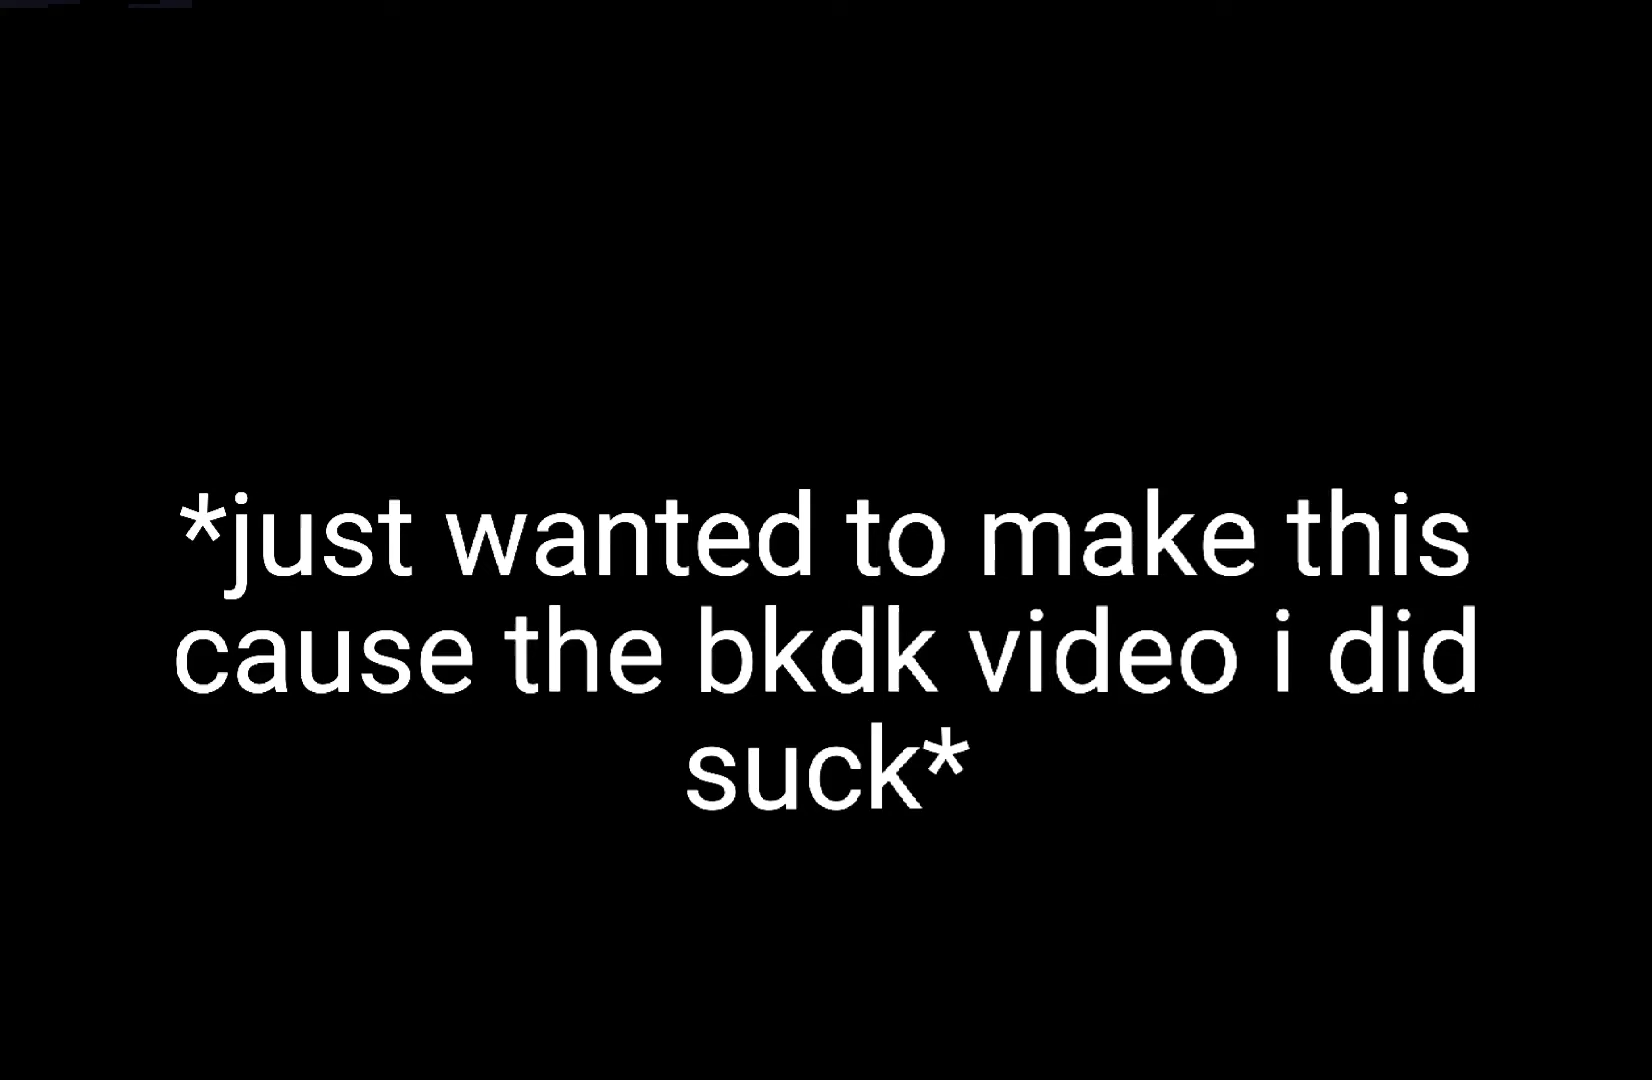 *just wanted to make this
cause the bkdk video i did
suck*